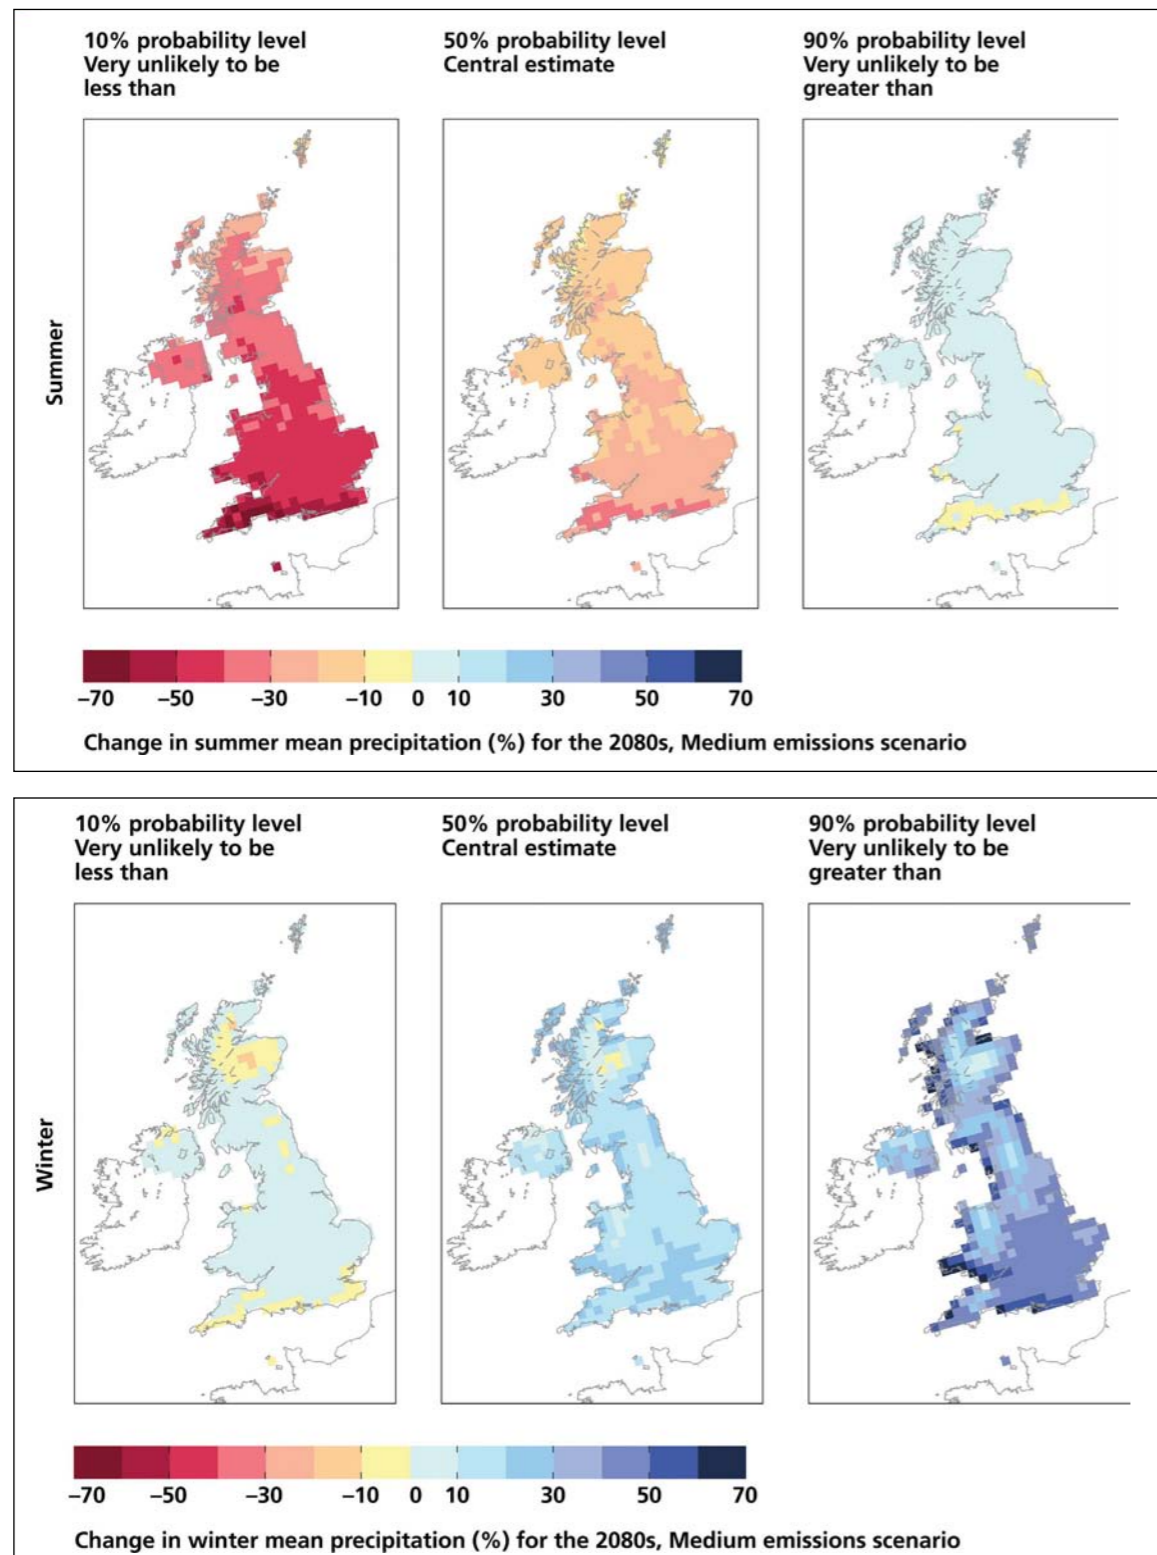 10% probability level
Very unlikely to be
less than
50% probability level
Central estimate
90% probability level
Very unlikely to be
greater than
Summer
–70 –50 –30 –10 0 10 30 50 70
Change in summer mean precipitation (%) for the 2080s, Medium emissions scenario
10% probability level
Very unlikely to be
less than
50% probability level
Central estimate
90% probability level
Very unlikely to be
greater than
Winter
–70 –50 –30 –10 0 10 30 50 70
Change in winter mean precipitation (%) for the 2080s, Medium emissions scenario